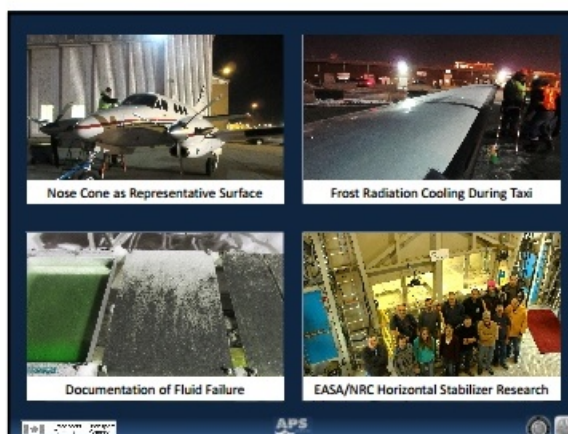 Nose Cone as Representative Surface
Frost Radiation Cooling During Taxi
Documentation of Fluid Failure
EASA/NRC Horizontal Stabilizer Research
APS